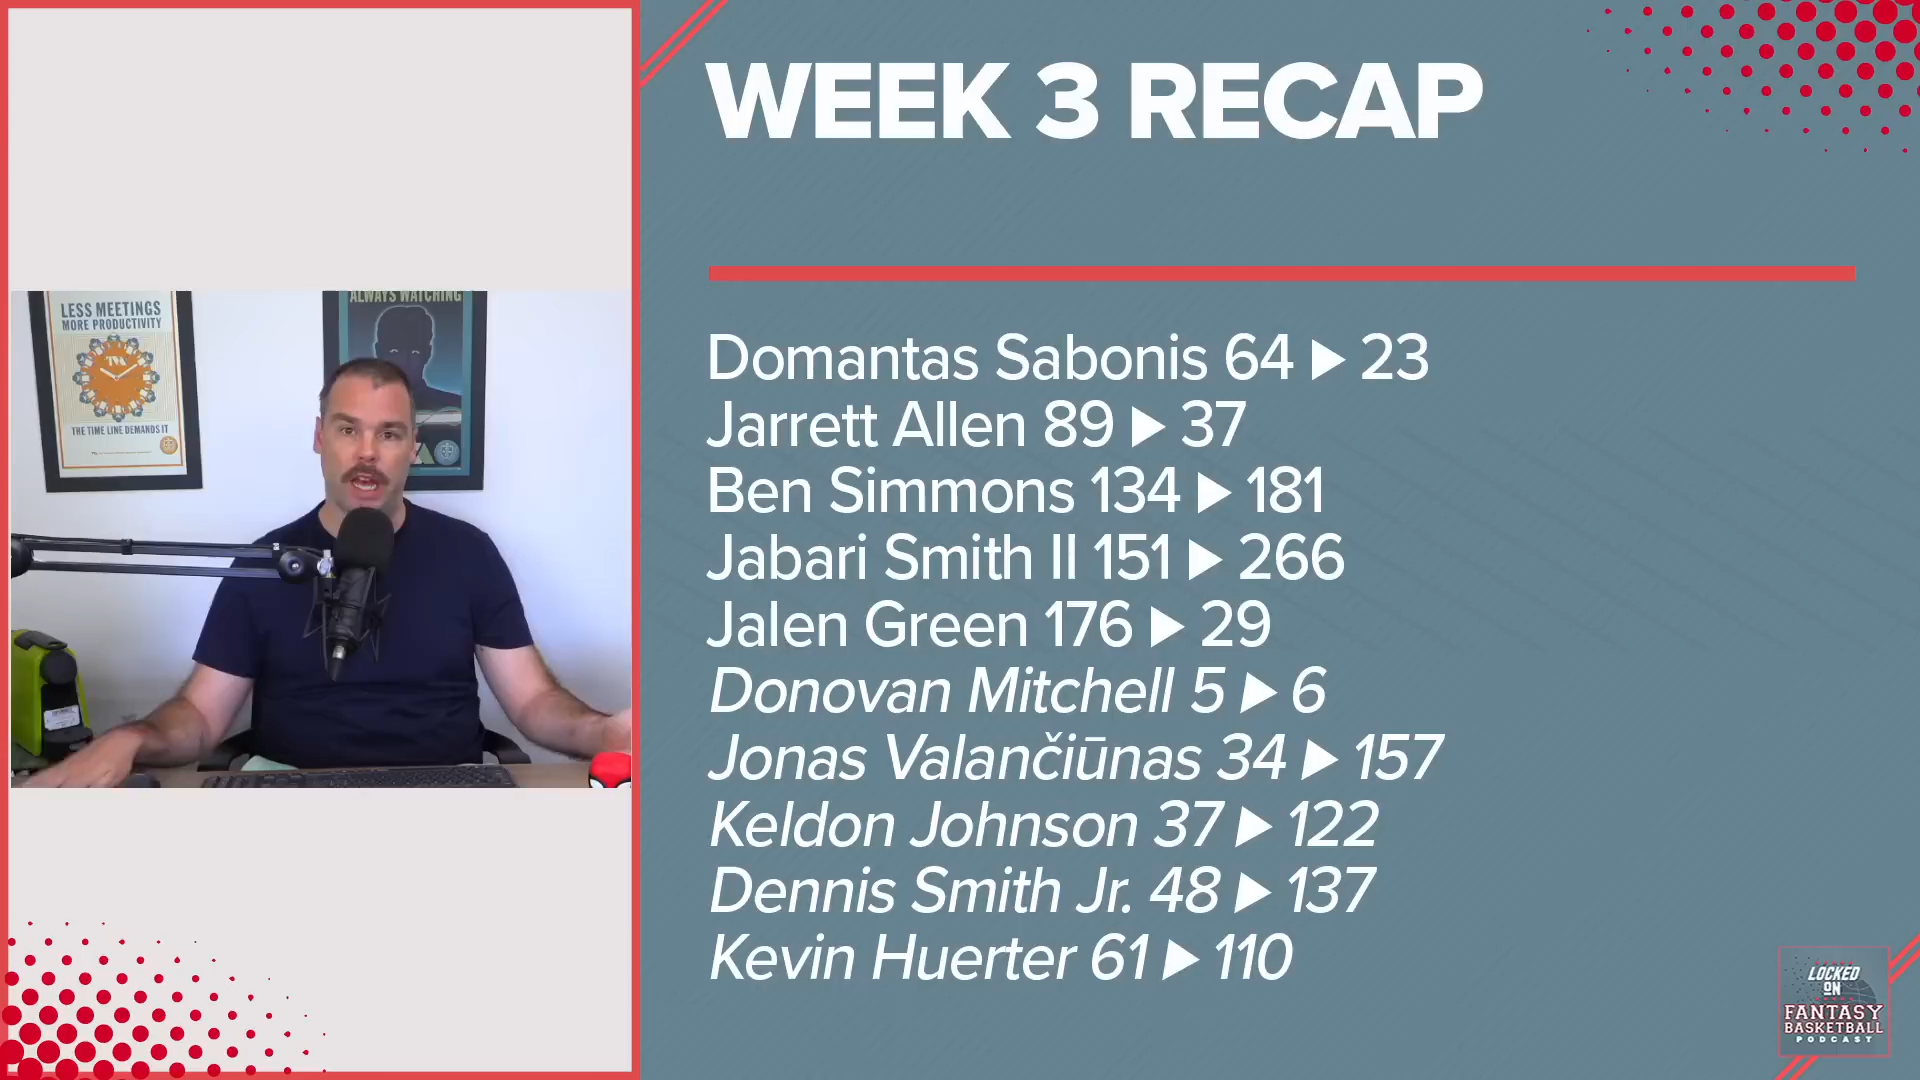 WEEK 3 RECAP
Domantas Sabonis 64 ▶ 23
Jarrett Allen 89 ▶ 37
Ben Simmons 134 ▶ 181
Jabari Smith II 151 ▶ 266
Jalen Green 176 ▶ 29
Donovan Mitchell 5 ▶ 6
Jonas Valančiūnas 34 ▶ 157
Keldon Johnson 37 ▶ 122
Dennis Smith Jr. 48 ▶ 137
Kevin Huerter 61 ▶ 110
LESS MEETINGS
MORE PRODUCTIVITY
TVA
THE TIME LINE DEMANDS IT
ALWAYS WATCHING
LOCKED
ON
FANTASY
BASKETBALL
PODCAST